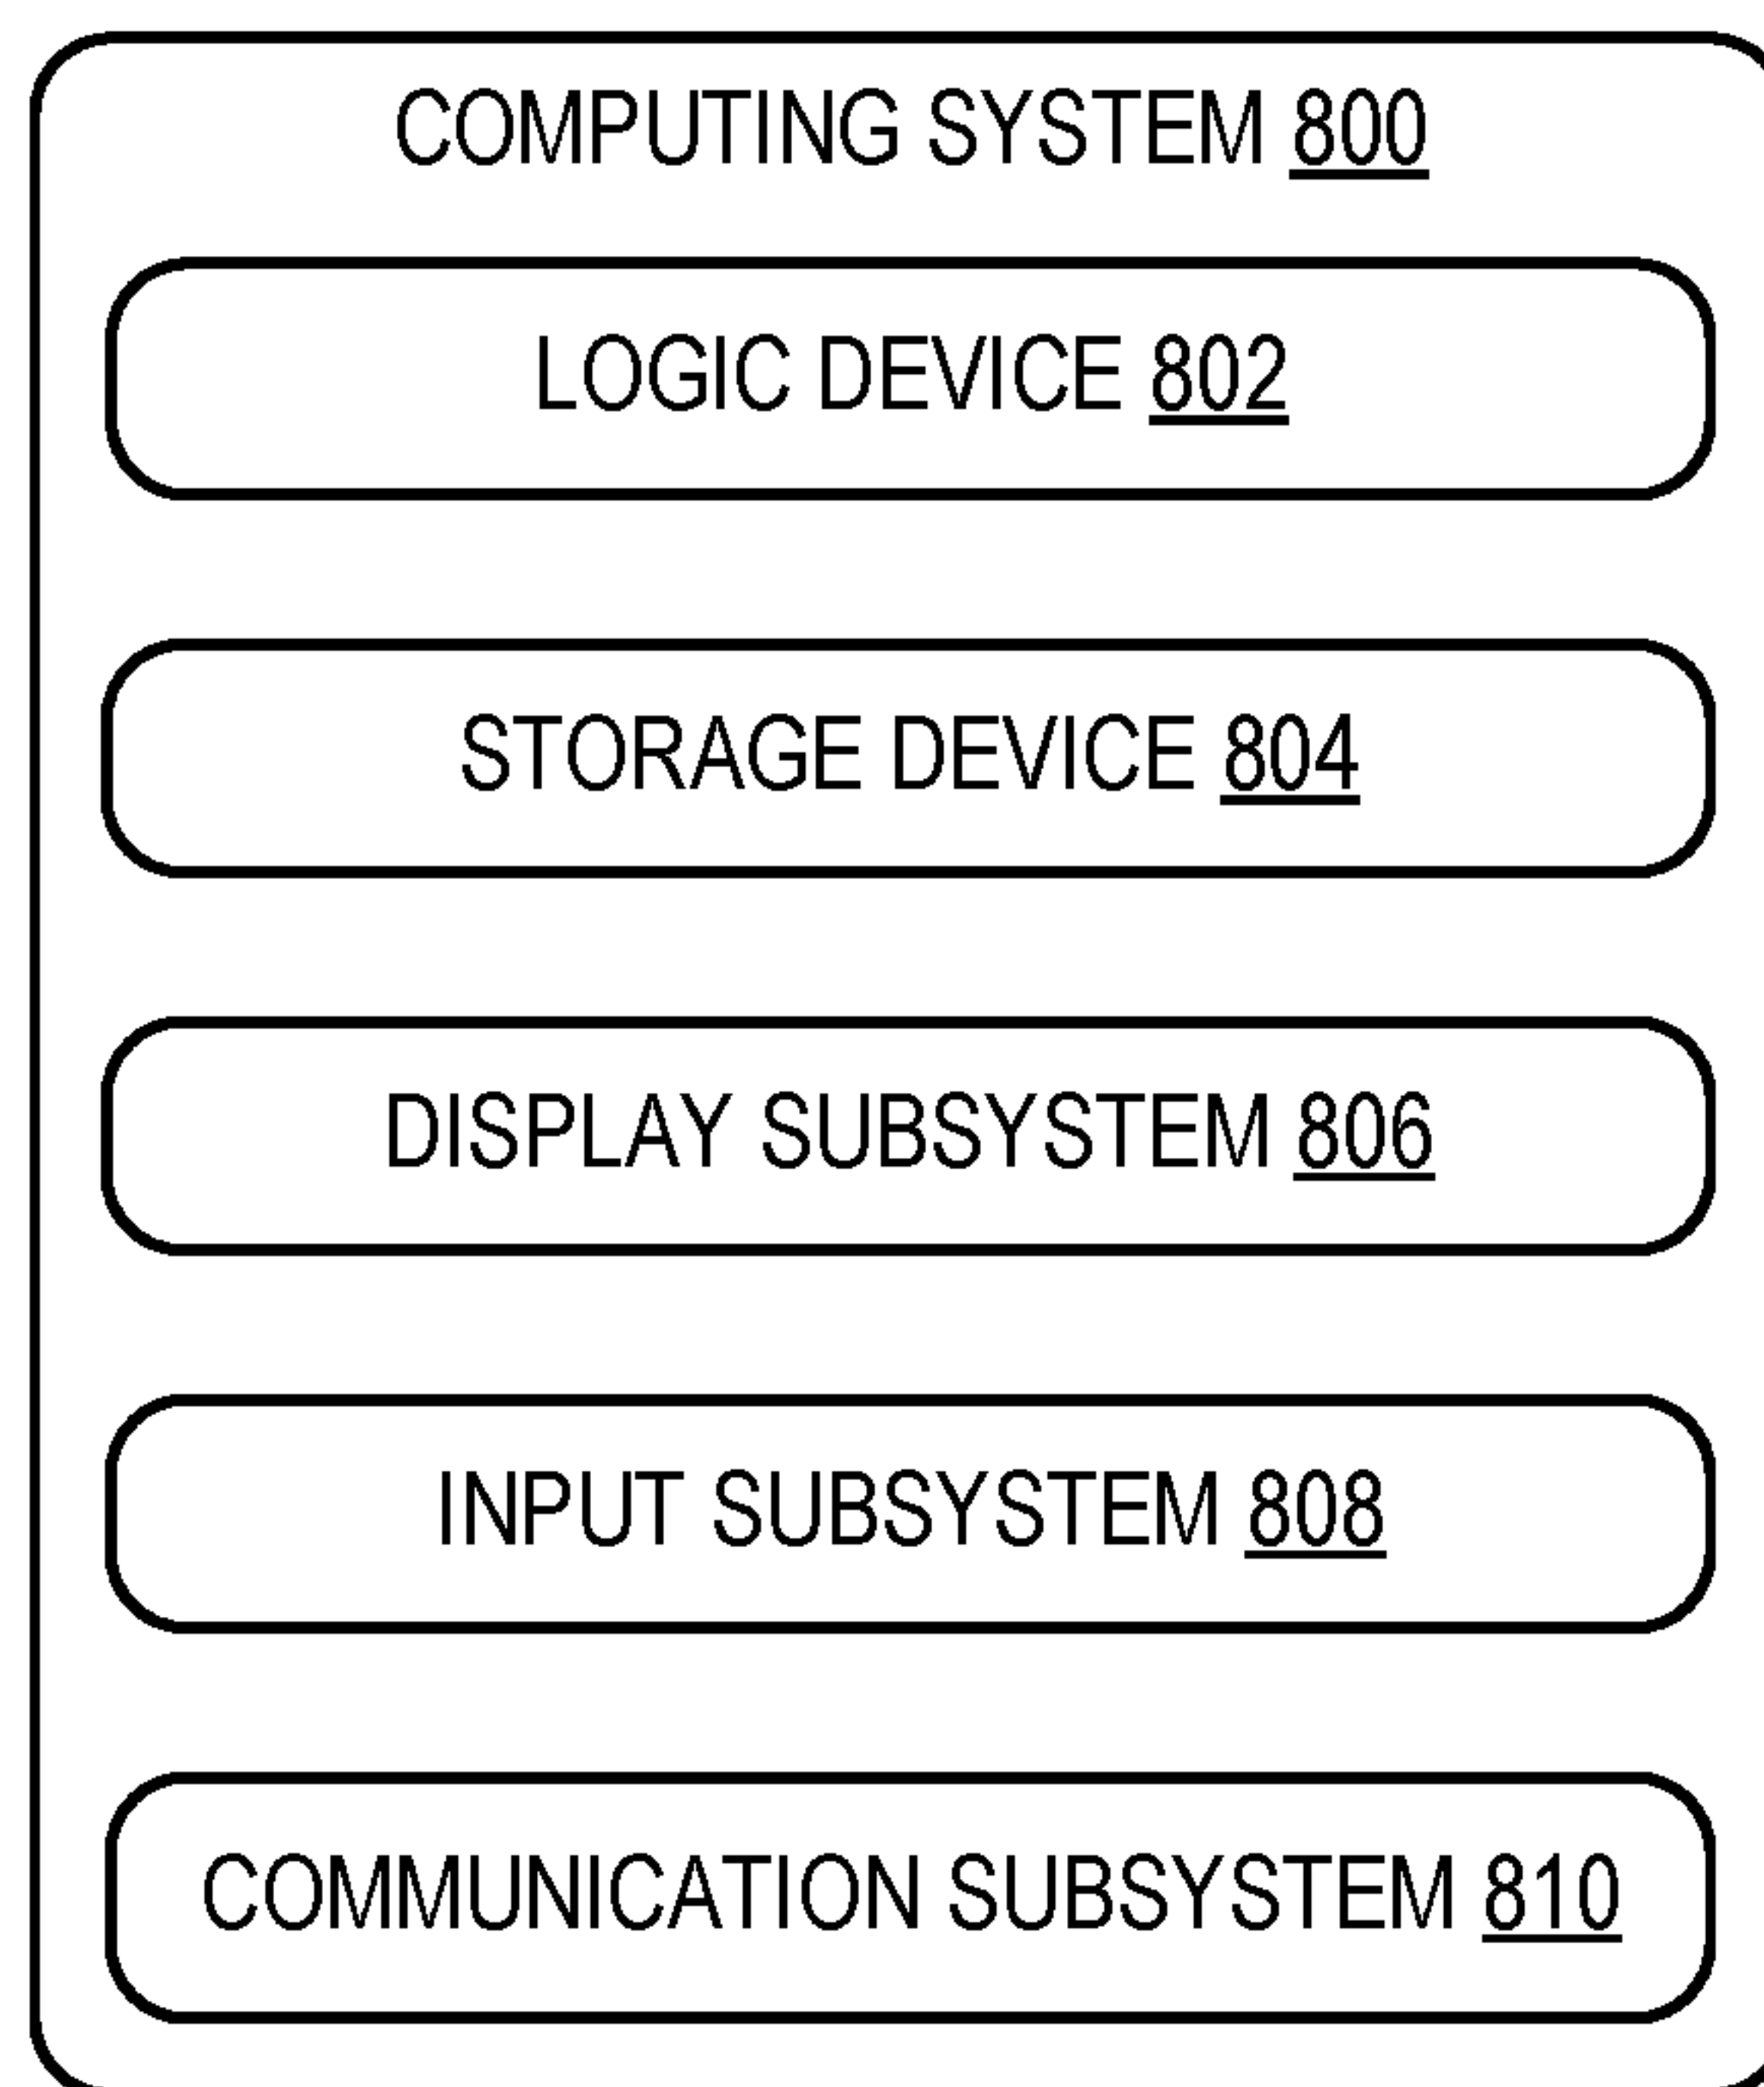 COMPUTING SYSTEM 800
LOGIC DEVICE 802
STORAGE DEVICE 804
DISPLAY SUBSYSTEM 806
INPUT SUBSYSTEM 808
COMMUNICATION SUBSYSTEM 810